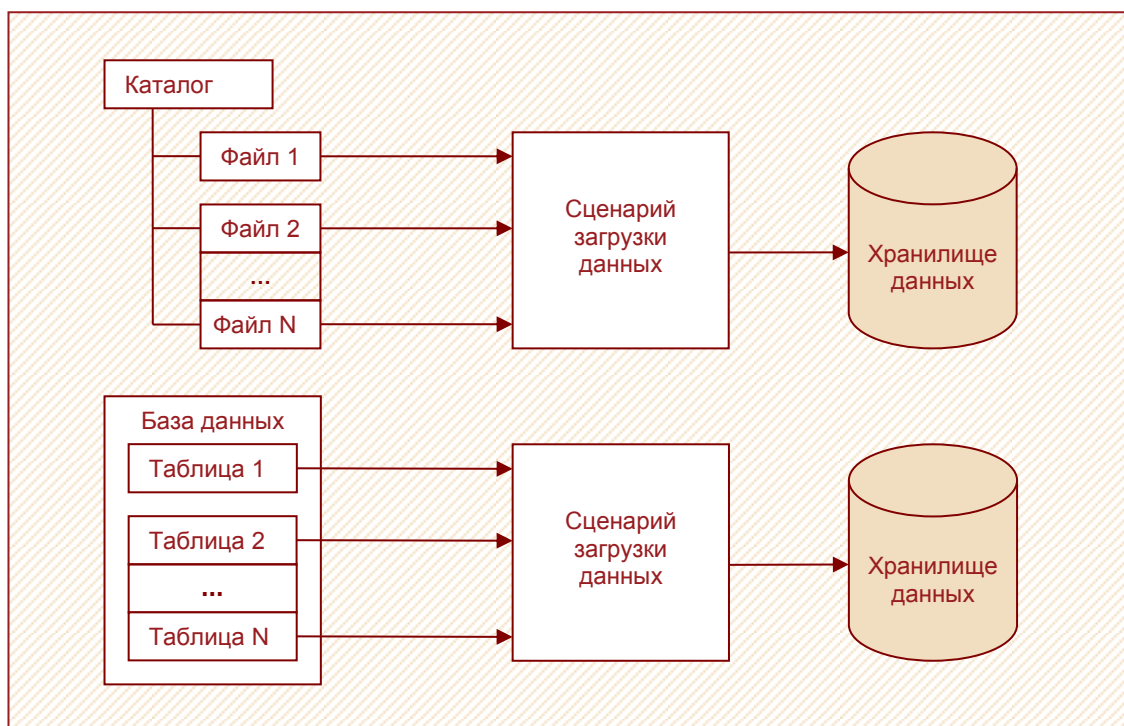 Каталог
Файл 1
Файл 2
...
Файл N
Сценарий
загрузки
данных
Хранилище
данных
База данных
Таблица 1
Таблица 2
...
Таблица N
Сценарий
загрузки
данных
Хранилище
данных